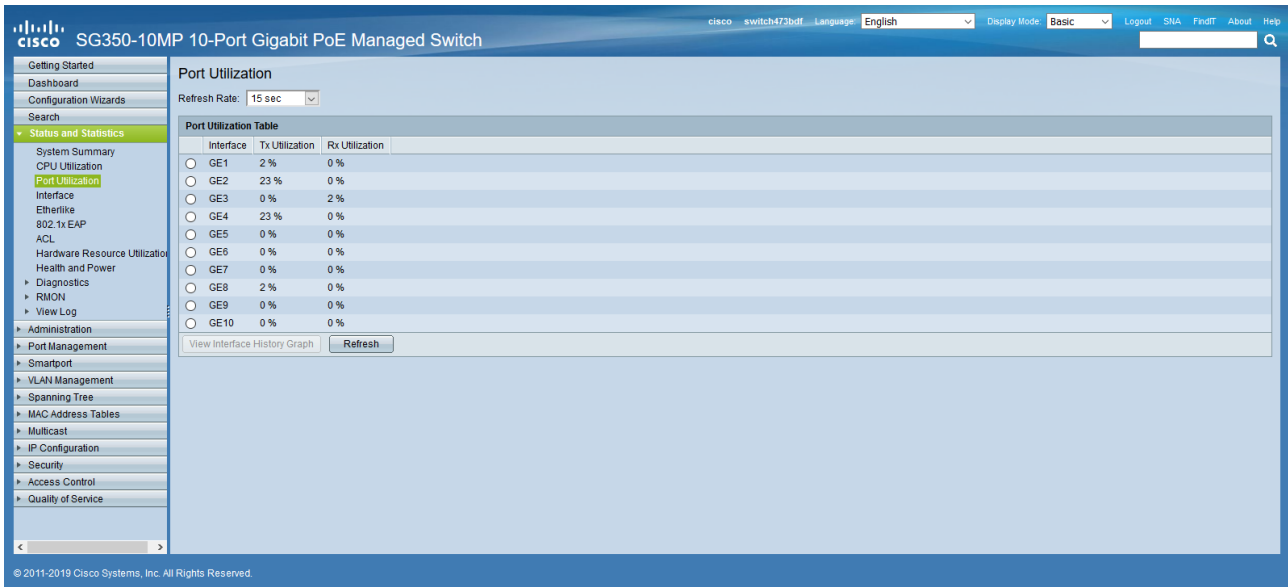 cisco switch473bdf Language: English Display Mode: Basic Logout SNA FindIT About Help
CISCO SG350-10MP 10-Port Gigabit PoE Managed Switch
Getting Started
Dashboard
Configuration Wizards
Search
Status and Statistics
System Summary
CPU Utilization
Port Utilization
Interface
Etherlike
802.1x EAP
ACL
Hardware Resource Utilization
Health and Power
Diagnostics
RMON
View Log
Administration
Port Management
Smartport
VLAN Management
Spanning Tree
MAC Address Tables
Multicast
IP Configuration
Security
Access Control
Quality of Service
Port Utilization
Refresh Rate: 15 sec
Port Utilization Table
Interface Tx Utilization Rx Utilization
GE1 2 % 0 %
GE2 23 % 0 %
GE3 0 % 2 %
GE4 23 % 0 %
GE5 0 % 0 %
GE6 0 % 0 %
GE7 0 % 0 %
GE8 2 % 0 %
GE9 0 % 0 %
GE10 0 % 0 %
View Interface History Graph Refresh
© 2011-2019 Cisco Systems, Inc. All Rights Reserved.